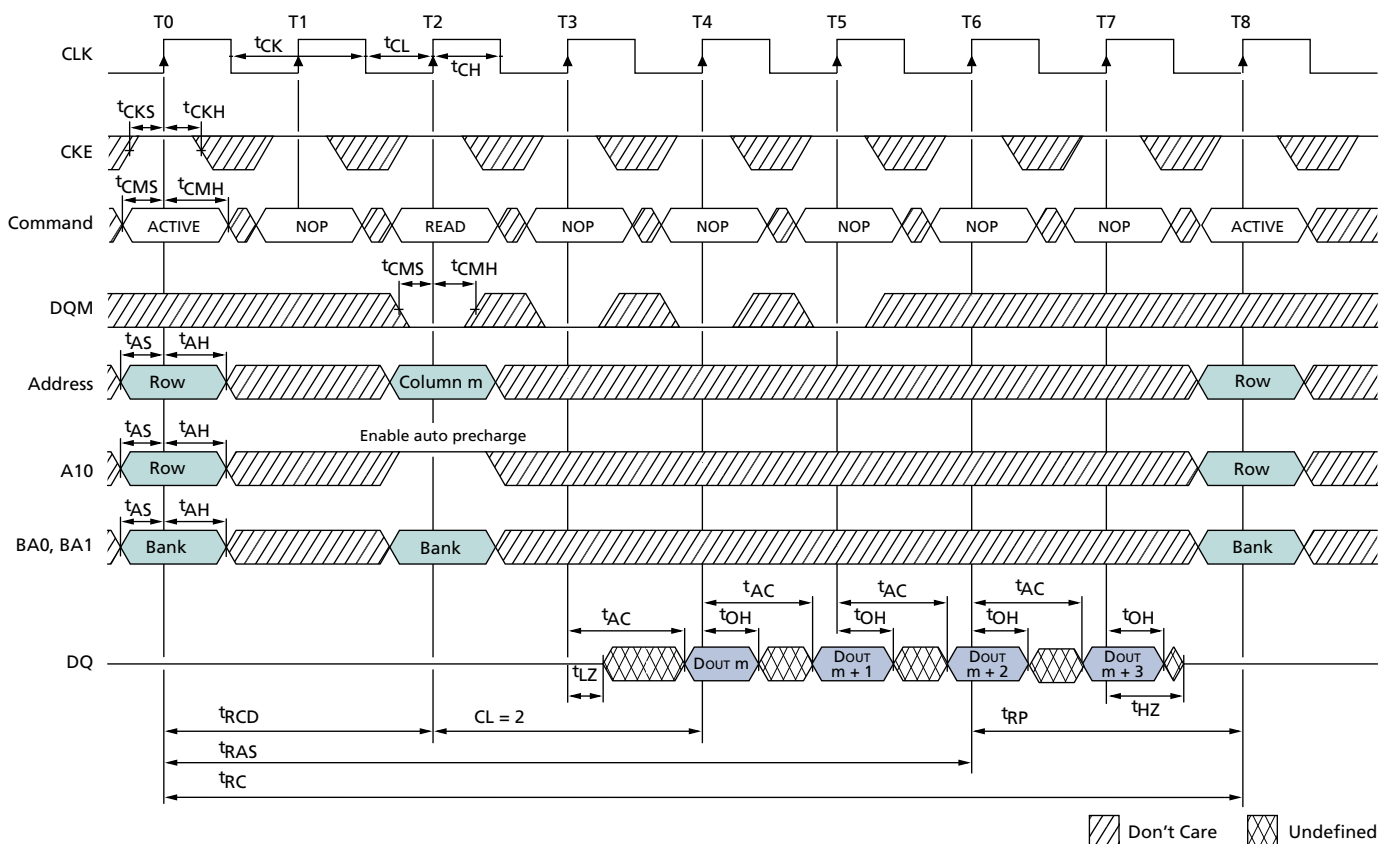 T0 T1 T2 T3 T4 T5 T6 T7 T8
CLK
tCK tCL
tCH
tCKS tCKH
CKE
tCMS tCMH
Command ACTIVE NOP READ NOP NOP NOP NOP NOP ACTIVE
tCMS tCMH
DQM
tAS tAH
Address Row Column m Row
tAS tAH Enable auto precharge
A10 Row Row
tAS tAH
BA0, BA1 Bank Bank Bank
tAC tAC tAC
tAC tOH tOH tOH tOH
DQ DOUT m DOUT m + 1 DOUT m + 2 DOUT m + 3
tLZ tHZ
tRCD CL = 2 tRP
tRAS
tRC
Don't Care Undefined